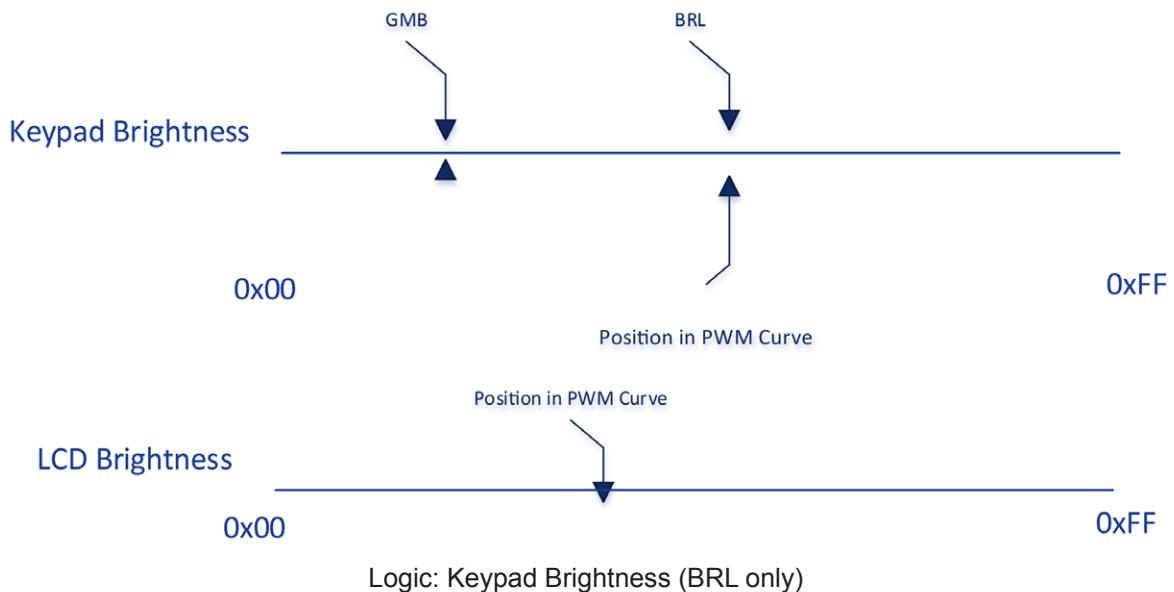 GMB
BRL
Keypad Brightness
0x00
0xFF
Position in PWM Curve
Position in PWM Curve
LCD Brightness
0x00
0xFF
Logic: Keypad Brightness (BRL only)